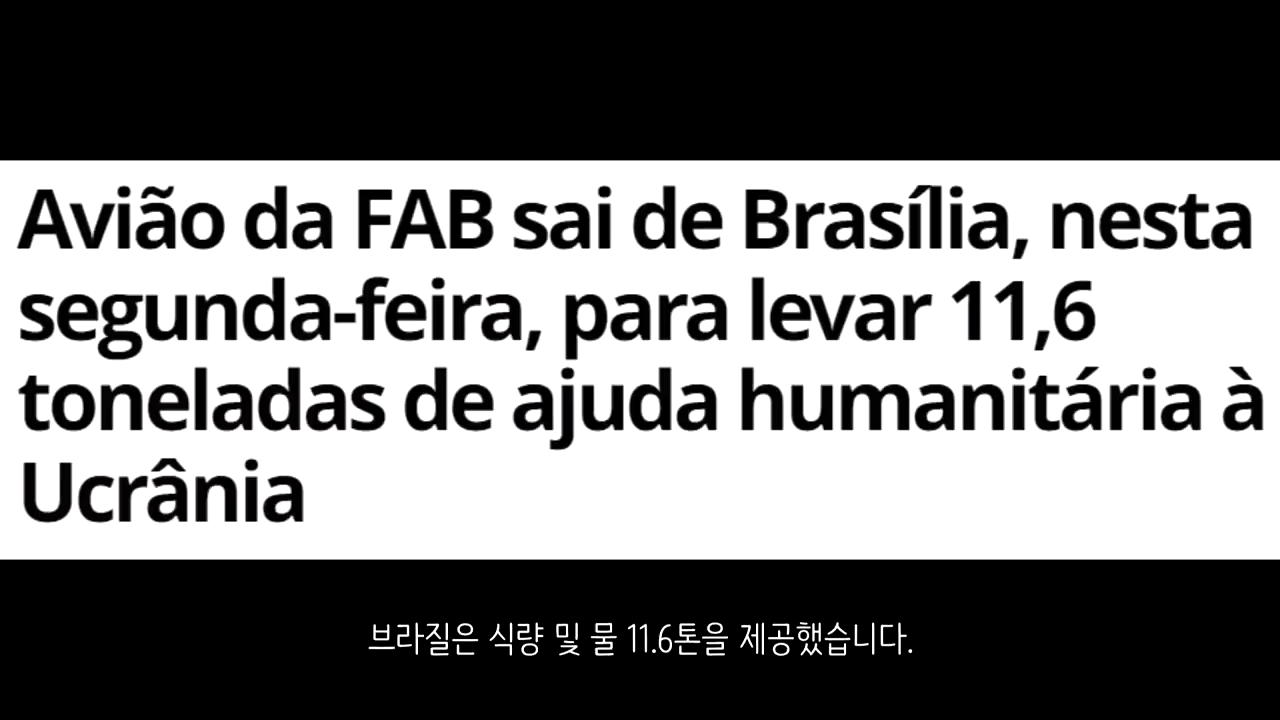 Avião da FAB sai de Brasília, nesta
segunda-feira, para levar 11,6
toneladas de ajuda humanitária à
Ucrânia
브라질은 식량 및 물 11.6톤을 제공했습니다.